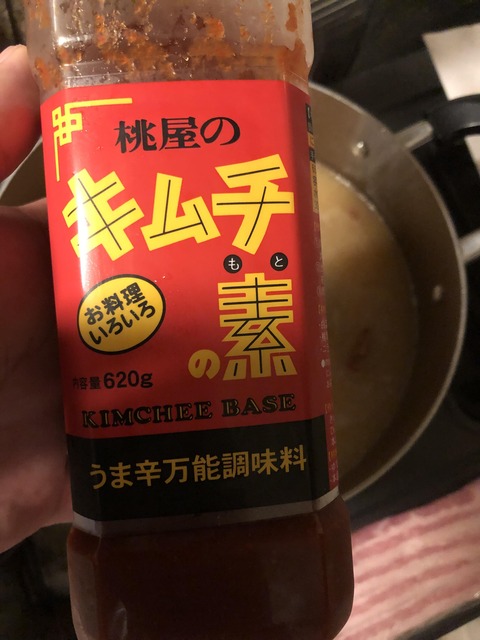 桃屋の
キムチ
もと
の素
お料理
いろいろ
内容量620g
KIMCHEE BASE
うま辛万能調味料